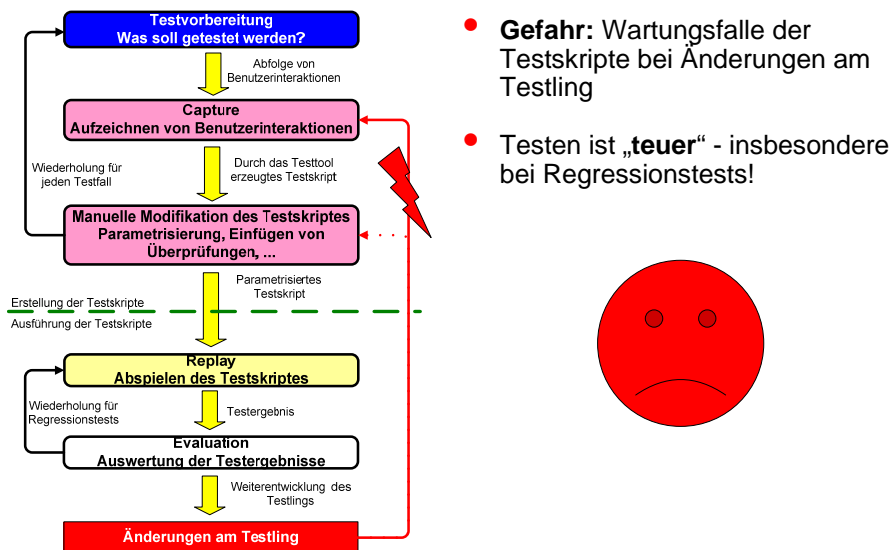 Testvorbereitung
Was soll getestet werden?
Abfolge von
Benutzerinteraktionen
Capture
Aufzeichnen von Benutzerinteraktionen
Wiederholung für
jeden Testfall
Durch das Testtool
erzeugtes Testskript
Manuelle Modifikation des Testskriptes
Parametrisierung, Einfügen von
Überprüfungen, ...
Parametrisiertes
Testskript
Erstellung der Testskripte
Ausführung der Testskripte
Replay
Abspielen des Testskriptes
Wiederholung für
Regressionstests
Testergebnis
Evaluation
Auswertung der Testergebnisse
Weiterentwicklung des
Testlings
Änderungen am Testling
• Gefahr: Wartungsfalle der
Testskripte bei Änderungen am
Testling
• Testen ist „teuer“ - insbesondere
bei Regressionstests!